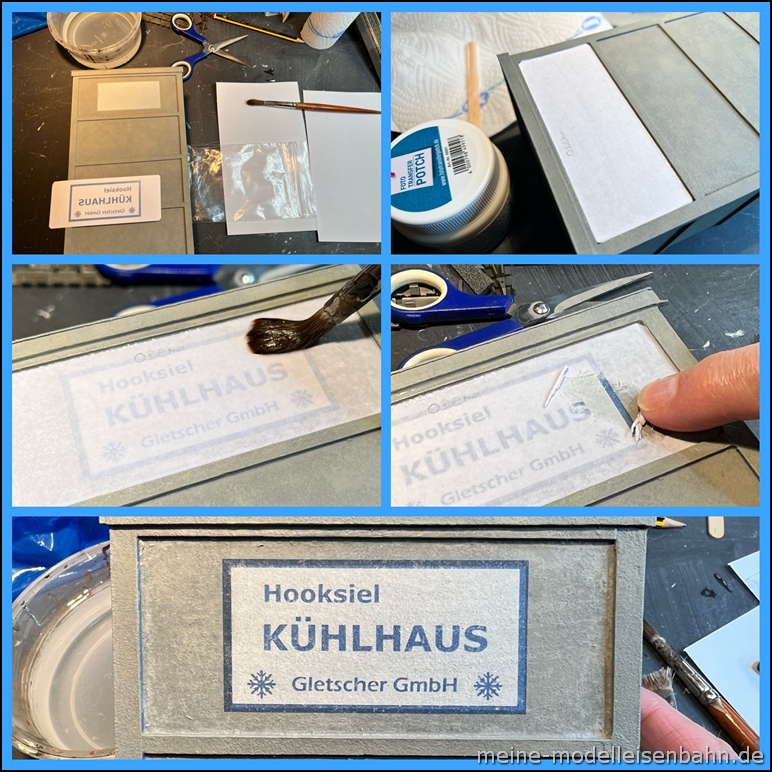 Hooksiel
KÜHLHAUS
Gletscher GmbH
FOTO
TRANSFER
POTCH
Hooksiel
KÜHLHAUS
Gletscher GmbH
Hooksiel
KÜHLHAUS
Gletscher GmbH
Hooksiel
KÜHLHAUS
Gletscher GmbH
meine-modelleisenbahn.de